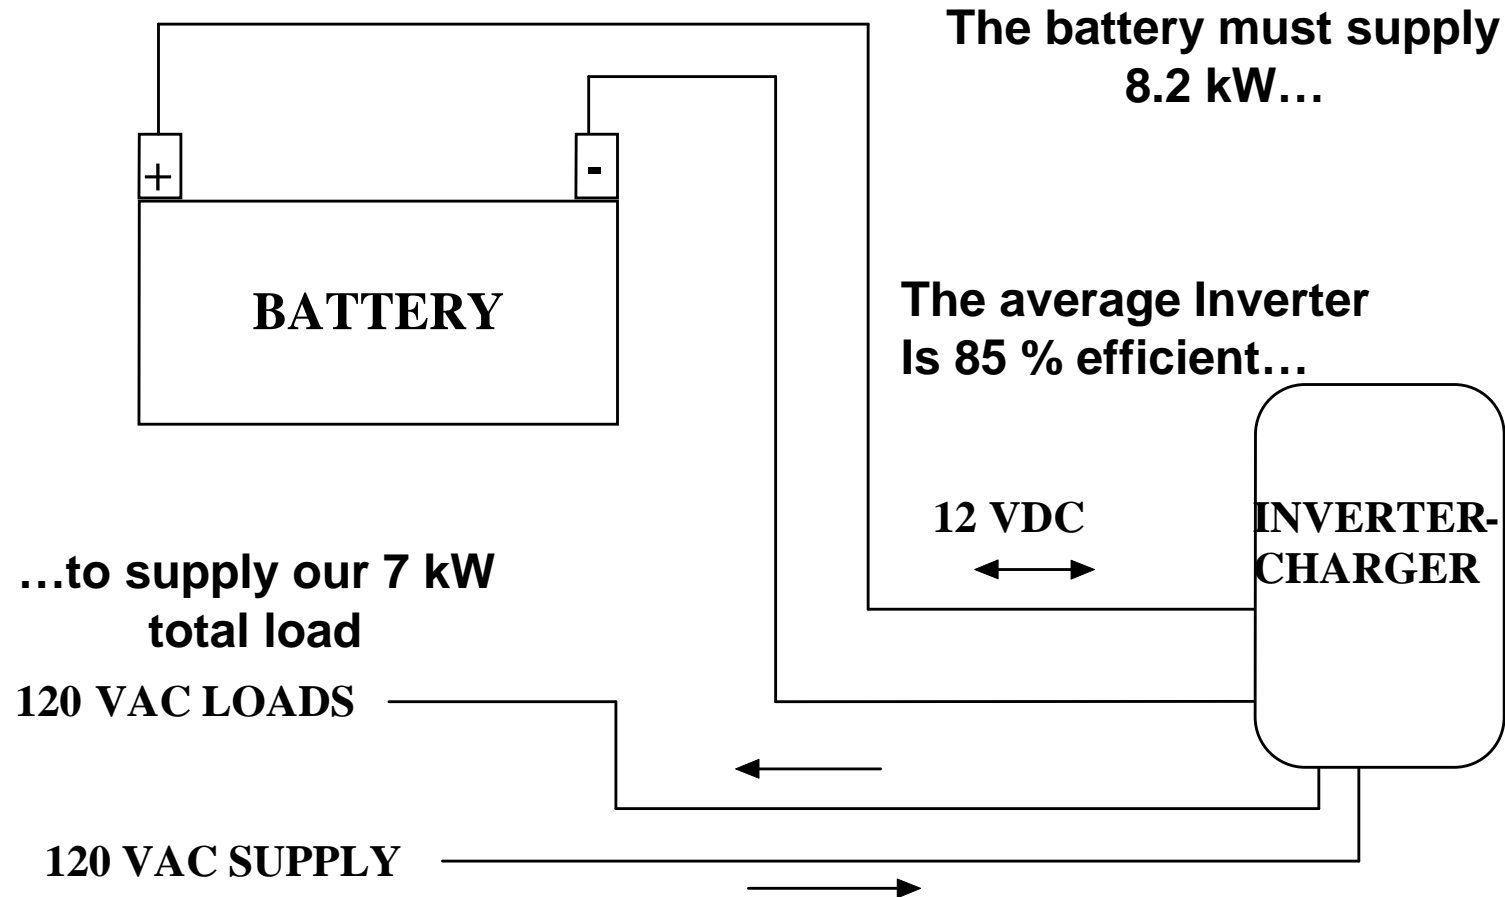 The battery must supply
8.2 kW…
+
-
BATTERY
The average Inverter
Is 85 % efficient…
12 VDC
INVERTER-
CHARGER
…to supply our 7 kW
total load
120 VAC LOADS
120 VAC SUPPLY